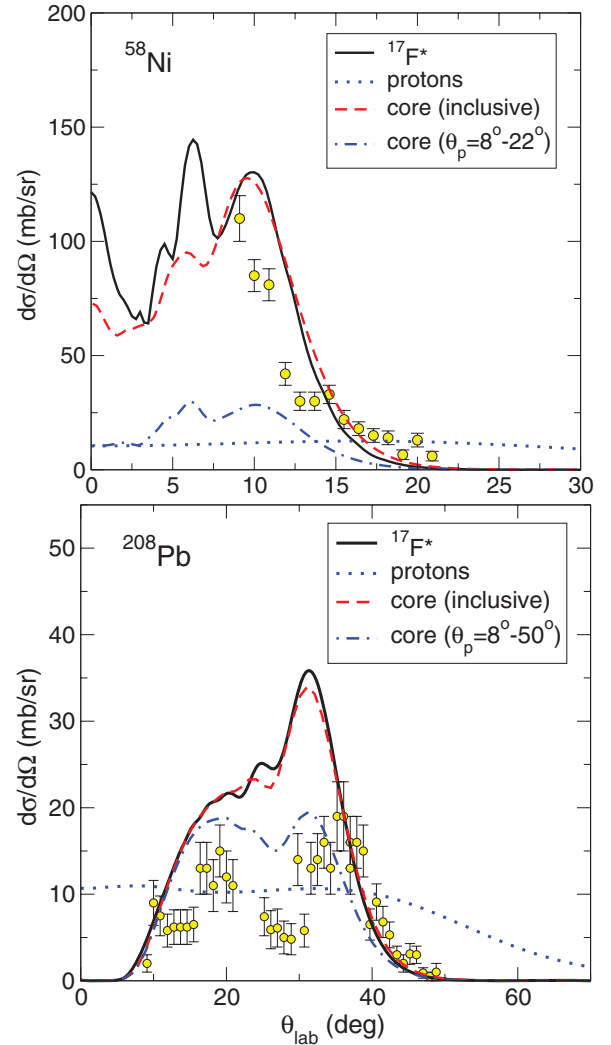 ⁵⁸Ni
¹⁷F*
protons
core (inclusive)
core (θₚ=8°-22°)
dσ/dΩ (mb/sr)
200
150
100
50
0
0 5 10 15 20 25 30
²⁰⁸Pb
¹⁷F*
protons
core (inclusive)
core (θₚ=8°-50°)
dσ/dΩ (mb/sr)
50
40
30
20
10
0
0 20 40 60
θlab (deg)